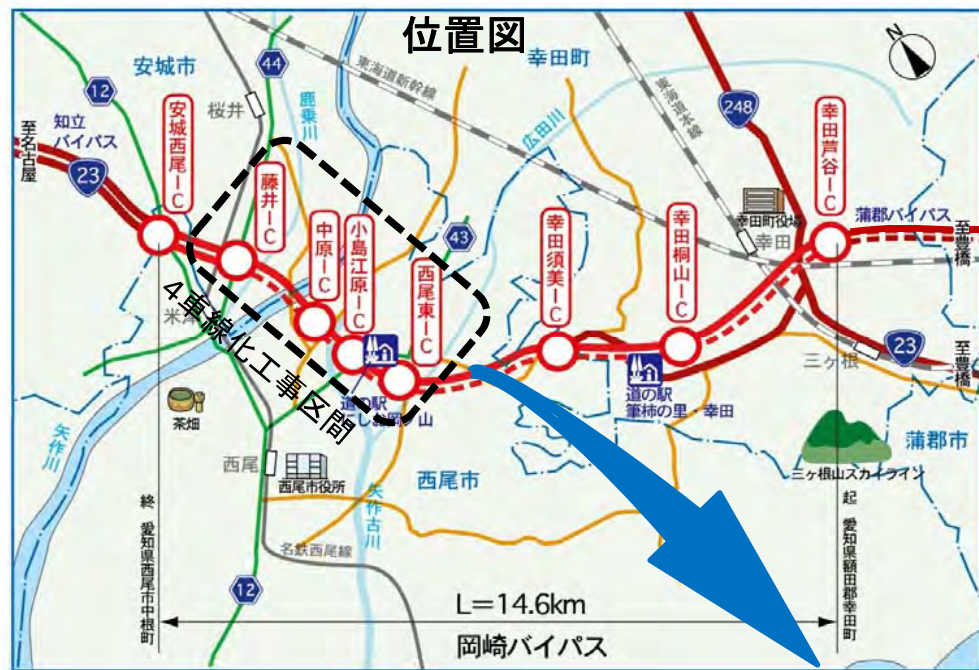 位置図
安城市
幸田町
N
12
44
桜井
鹿乗川
東海道新幹線
東海道本線
248
広田川
至名古屋
知立
バイパス
23
安城西尾IC
藤井IC
中原IC
小島江原IC
43
西尾東IC
幸田須美IC
幸田桐山IC
幸田芦谷IC
幸田町役場
幸田
蒲郡バイパス
至豊橋
米津
4車線化工事区間
道の駅
にしお岡ノ山
道の駅
筆柿の里・幸田
三ヶ根
23
至豊橋
茶畑
矢作川
西尾
西尾市役所
西尾市
矢作古川
蒲郡市
三ヶ根山スカイライン
名鉄西尾線
12
終 愛知県西尾市中根町
起 愛知県額田郡幸田町
L=14.6km
岡崎バイパス